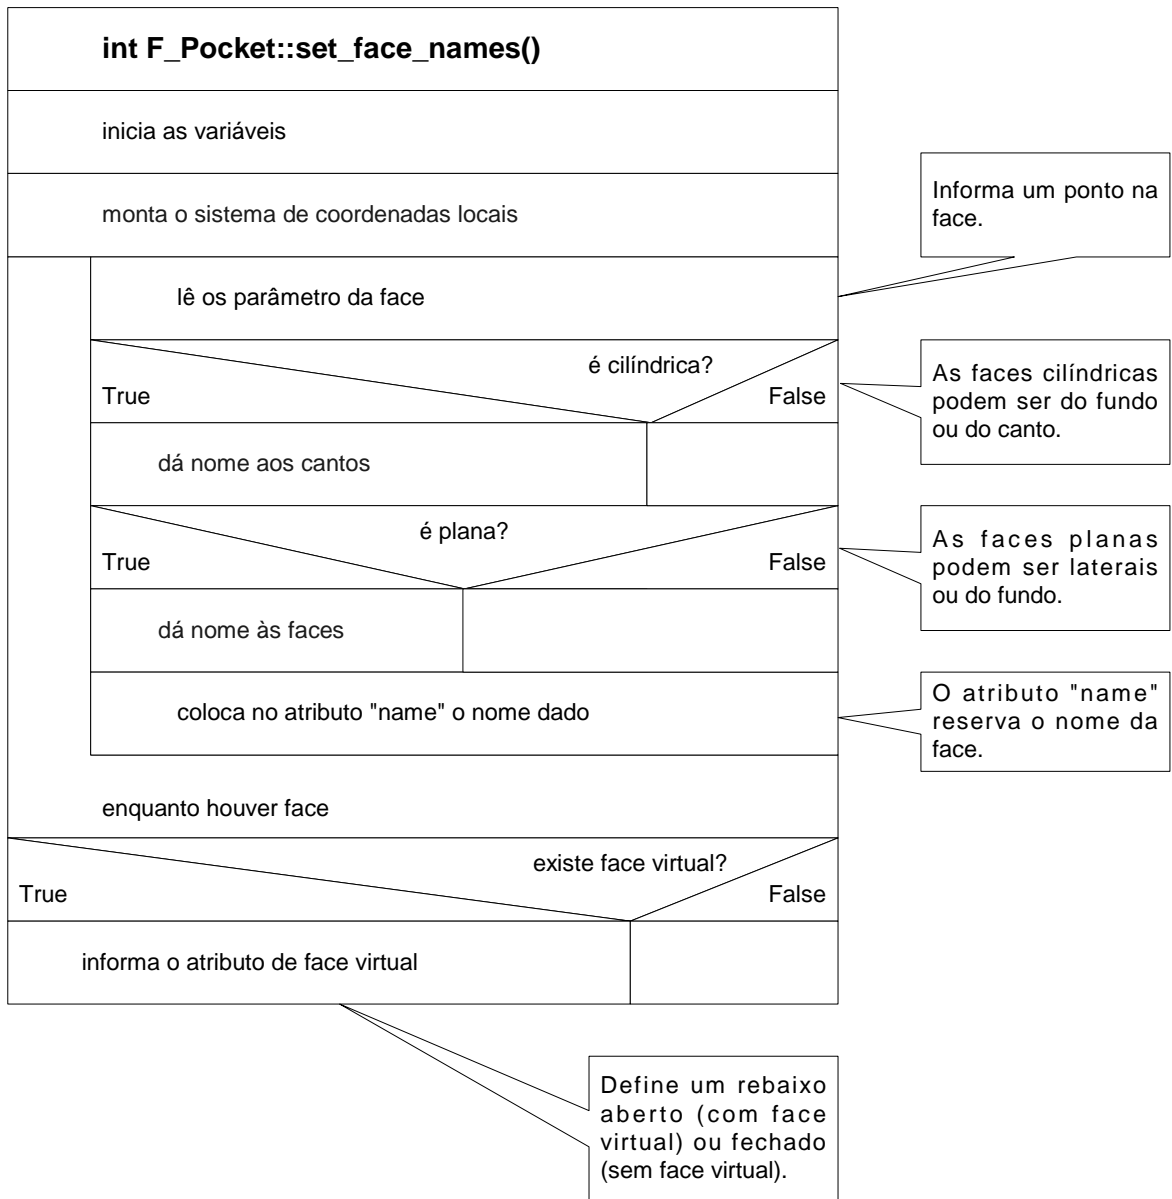 int F_Pocket::set_face_names()
inicia as variáveis
monta o sistema de coordenadas locais
Informa um ponto na
face.
lê os parâmetro da face
é cilíndrica?
True
False
As faces cilíndricas
podem ser do fundo
ou do canto.
dá nome aos cantos
é plana?
True
False
As faces planas
podem ser laterais
ou do fundo.
dá nome às faces
coloca no atributo "name" o nome dado
O atributo "name"
reserva o nome da
face.
enquanto houver face
existe face virtual?
True
False
informa o atributo de face virtual
Define um rebaixo
aberto (com face
virtual) ou fechado
(sem face virtual).